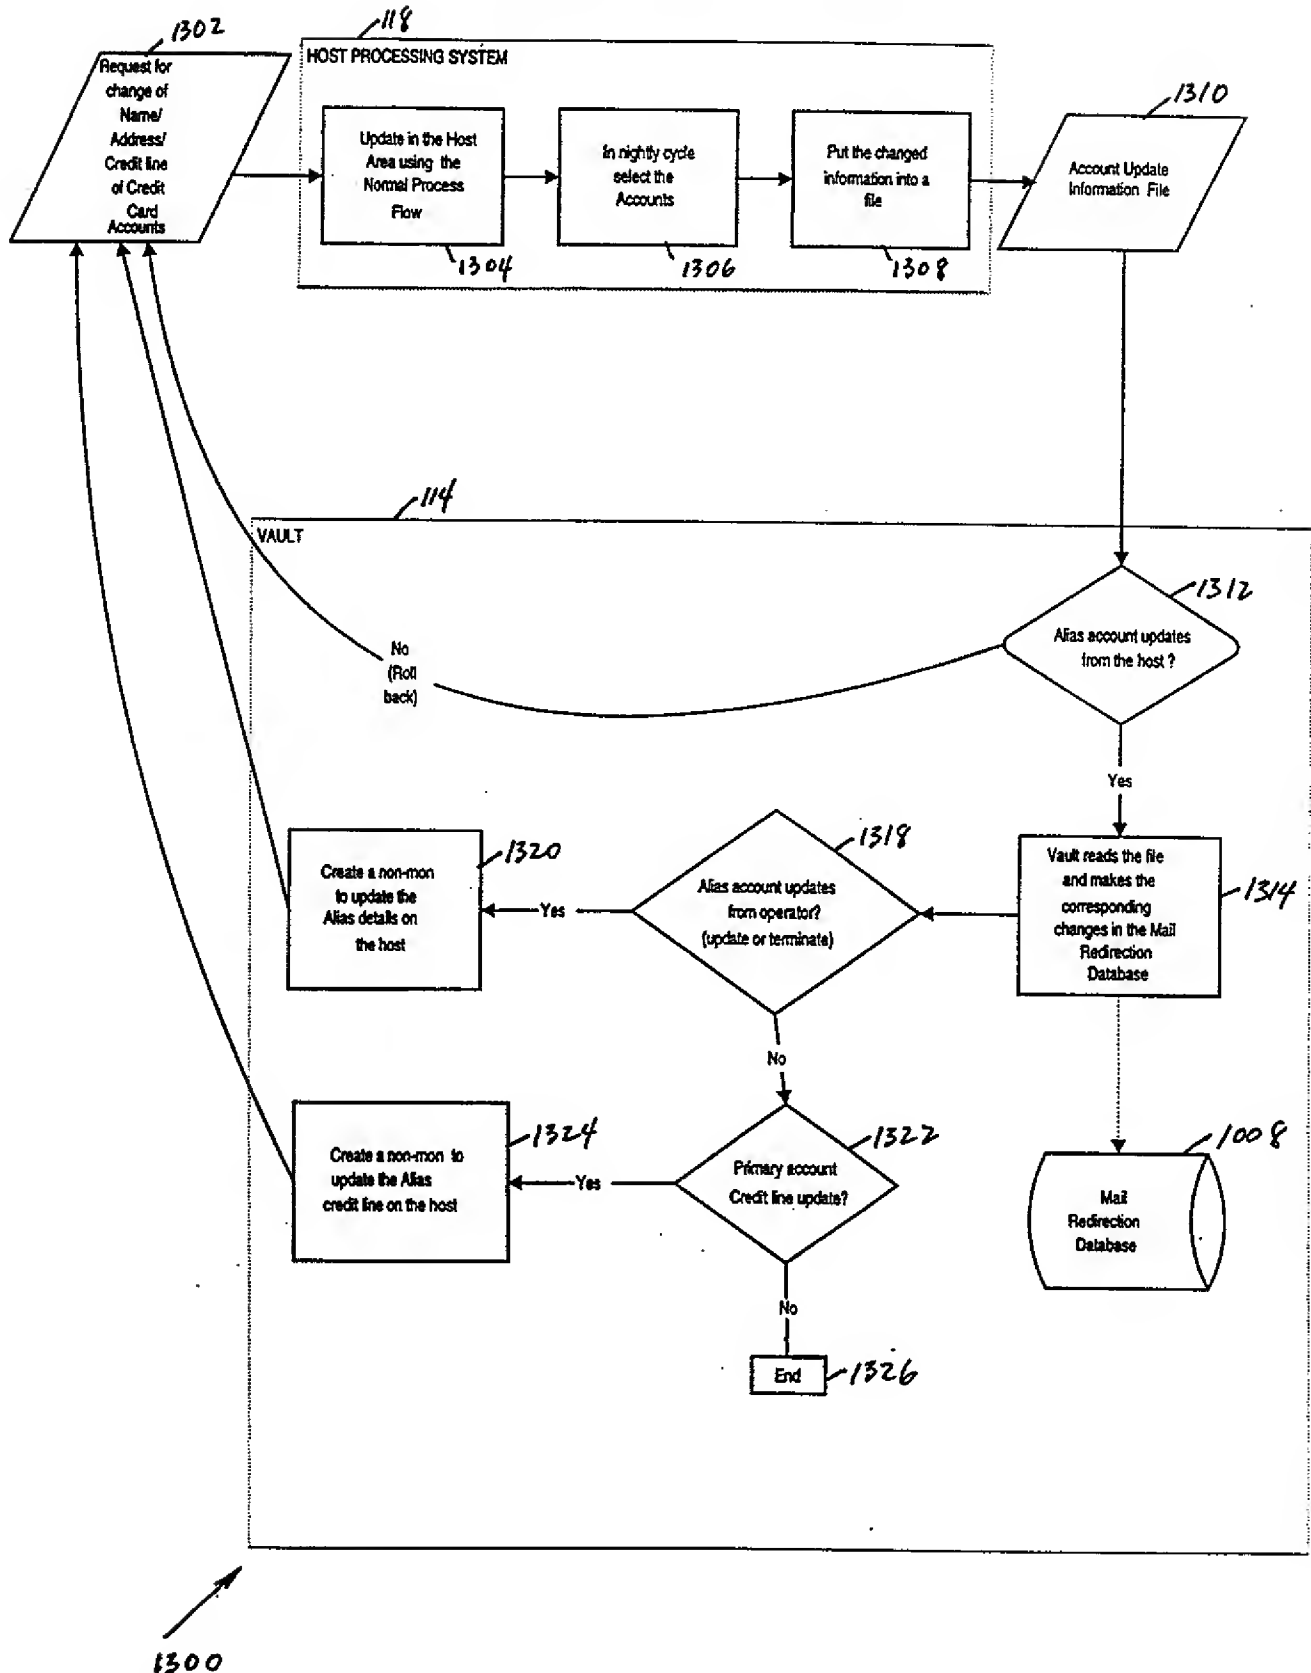 1302
Request for
change of
Name/
Address/
Credit line
of Credit
Card
Accounts
118
HOST PROCESSING SYSTEM
Update in the Host
Area using the
Normal Process
Flow
1304
In nightly cycle
select the
Accounts
1306
Put the changed
information into a
file
1308
1310
Account Update
Information File
114
VAULT
1312
Alias account updates
from the host ?
No
(Roll
back)
Yes
1314
Vault reads the file
and makes the
corresponding
changes in the Mail
Redirection
Database
1318
Alias account updates
from operator?
(update or terminate)
Yes
1320
Create a non-mon
to update the
Alias details on
the host
No
1322
Primary account
Credit line update?
Yes
1324
Create a non-mon to
update the Alias
credit line on the host
1008
Mail
Redirection
Database
No
End
1326
1300